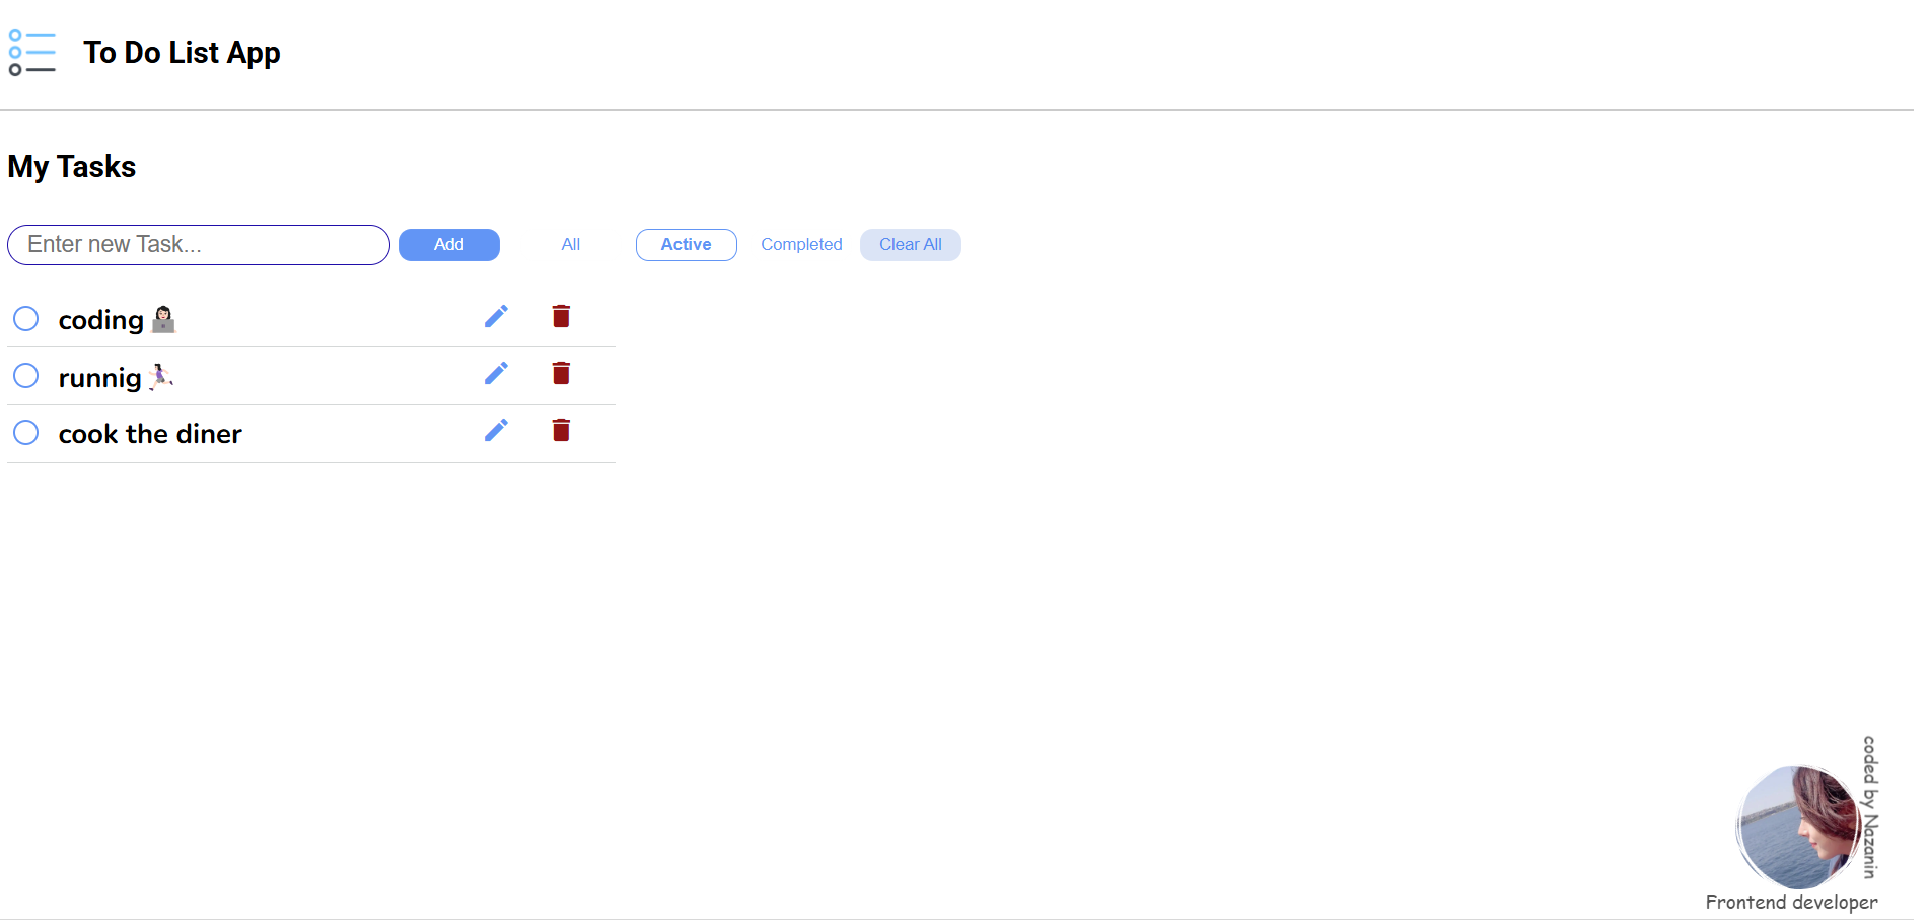 To Do List App
My Tasks
Enter new Task... Add All Active Completed Clear All
coding
runnig
cook the diner
coded by Nazanin
Frontend developer